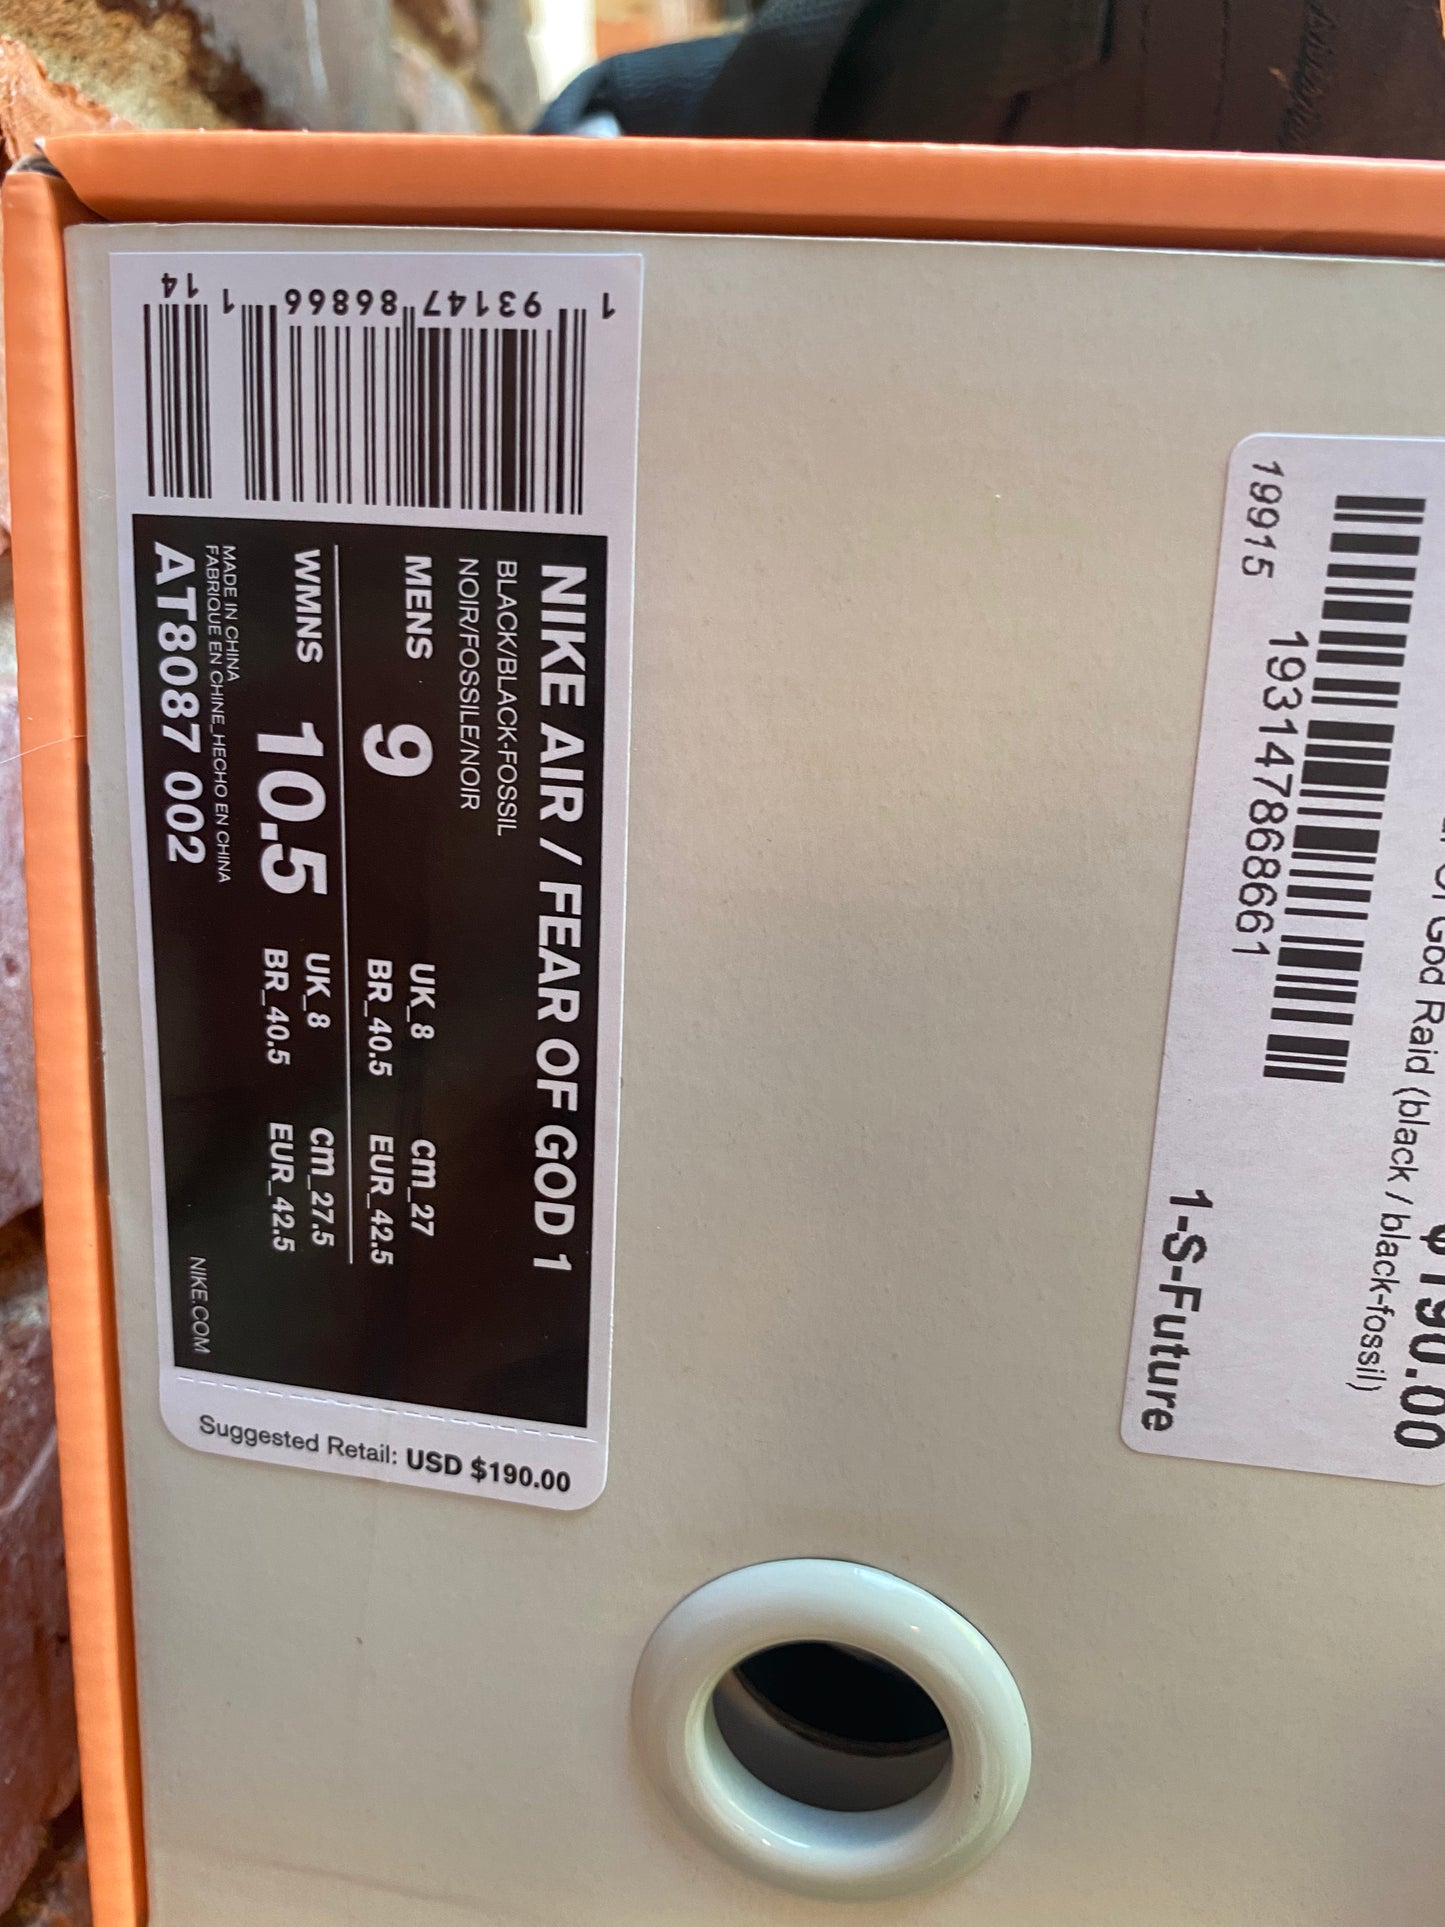 NIKE AIR / FEAR OF GOD 1
BLACK/BLACK-FOSSIL
NOIR/FOSSILE/NOIR
MENS 9 UK_8 cm_27
BR_40.5 EUR_42.5
WMNS 10.5 UK_8 cm_27.5
BR_40.5 EUR_42.5
MADE IN CHINA
FABRIQUE EN CHINE_HECHO EN CHINA
AT8087 002 NIKE.COM
1 93147 86866 1 14
Suggested Retail: USD $190.00
$190.00
God Raid (black / black-fossil)
193147868661
19915
1-S-Future